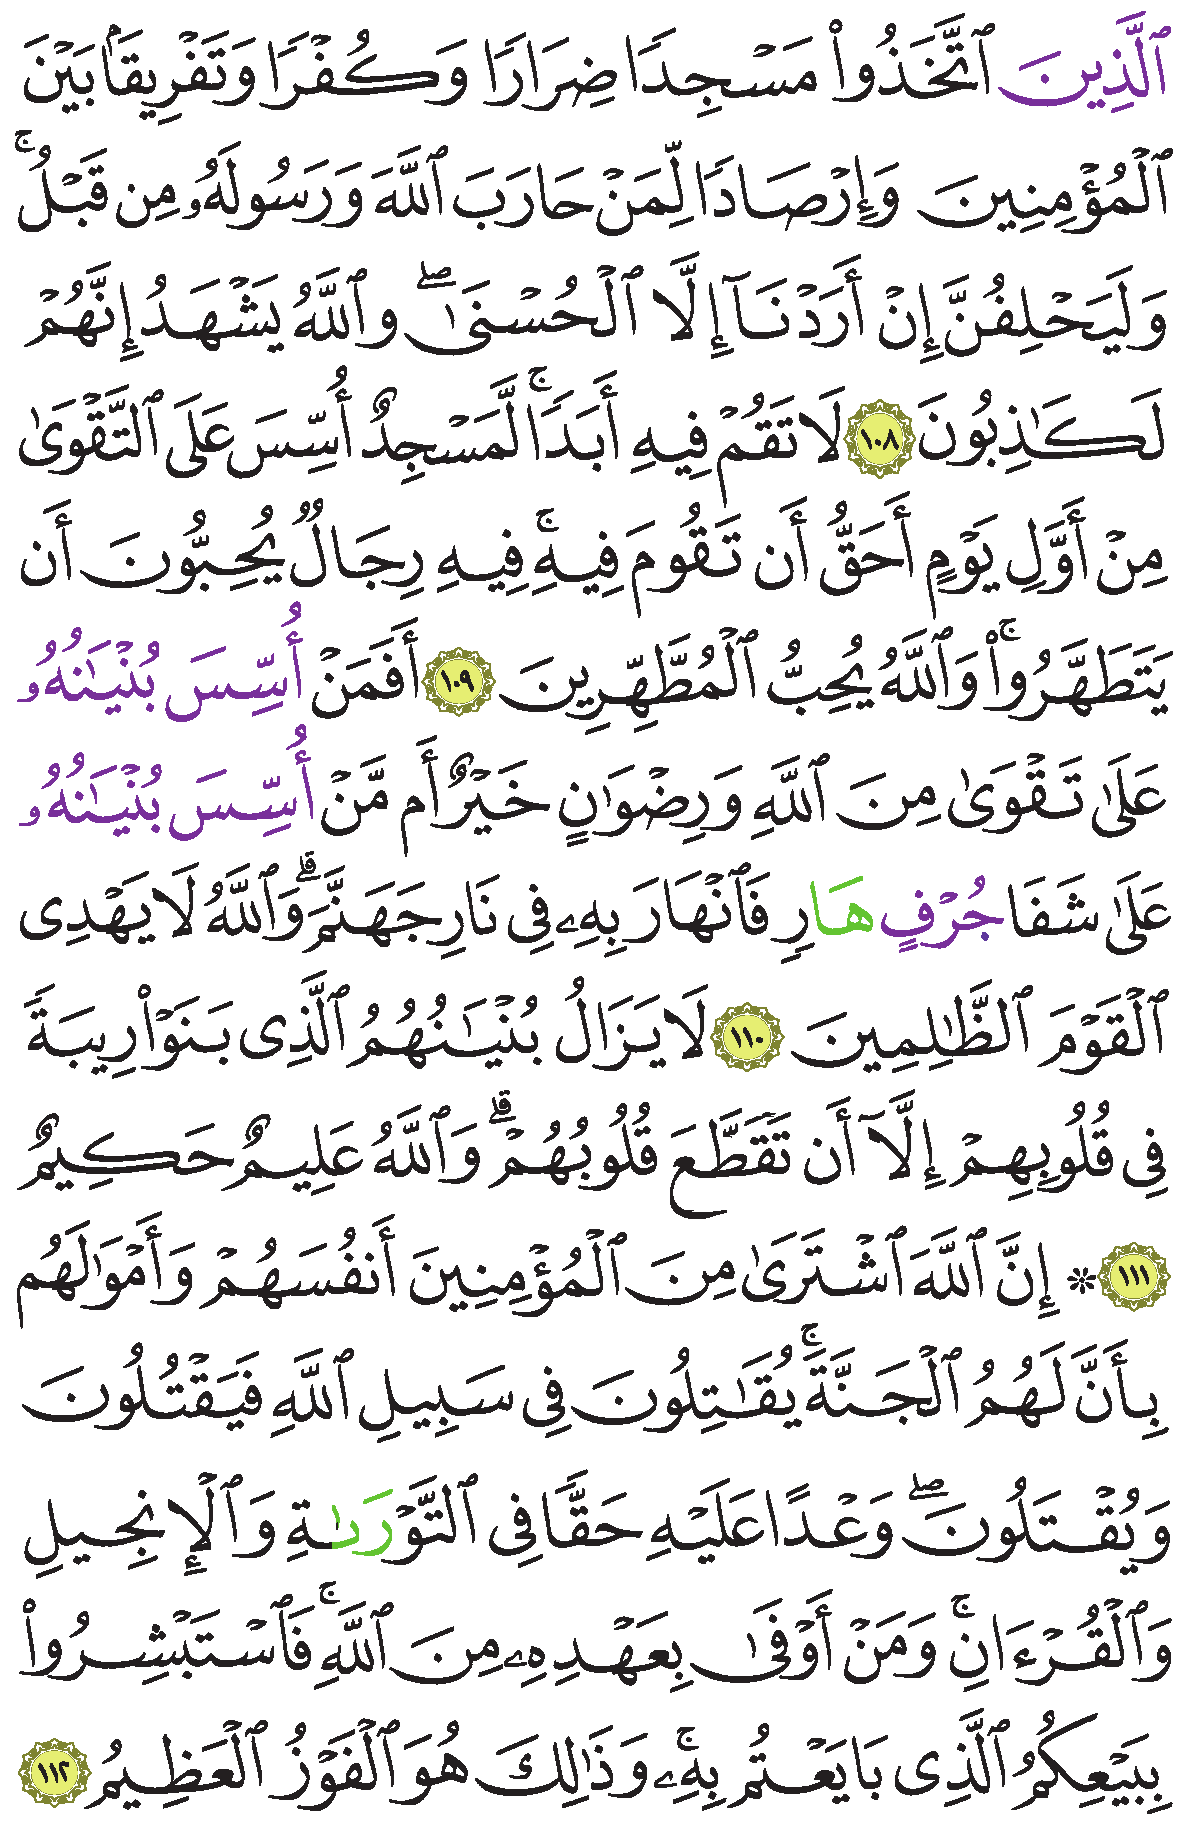 ٱلَّذِينَ ٱتَّخَذُوا۟ مَسْجِدًا ضِرَارًا وَكُفْرًا وَتَفْرِيقَۢا بَيْنَ
ٱلْمُؤْمِنِينَ وَإِرْصَادًا لِّمَنْ حَارَبَ ٱللَّهَ وَرَسُولَهُۥ مِن قَبْلُ ۚ
وَلَيَحْلِفُنَّ إِنْ أَرَدْنَآ إِلَّا ٱلْحُسْنَىٰ ۖ وَٱللَّهُ يَشْهَدُ إِنَّهُمْ
لَكَـٰذِبُونَ ١٠٨ لَا تَقُمْ فِيهِ أَبَدًا ۚ لَّمَسْجِدٌ أُسِّسَ عَلَى ٱلتَّقْوَىٰ
مِنْ أَوَّلِ يَوْمٍ أَحَقُّ أَن تَقُومَ فِيهِ ۚ فِيهِ رِجَالٌ يُحِبُّونَ أَن
يَتَطَهَّرُوا۟ ۚ وَٱللَّهُ يُحِبُّ ٱلْمُطَّهِّرِينَ ١٠٩ أَفَمَنْ أُسِّسَ بُنْيَـٰنُهُۥ
عَلَىٰ تَقْوَىٰ مِنَ ٱللَّهِ وَرِضْوَٰنٍ خَيْرٌ أَم مَّنْ أُسِّسَ بُنْيَـٰنُهُۥ
عَلَىٰ شَفَا جُرْفٍ هَارٍ فَٱنْهَارَ بِهِۦ فِى نَارِ جَهَنَّمَ ۗ وَٱللَّهُ لَا يَهْدِى
ٱلْقَوْمَ ٱلظَّـٰلِمِينَ ١١٠ لَا يَزَالُ بُنْيَـٰنُهُمُ ٱلَّذِى بَنَوْا۟ رِيبَةً
فِى قُلُوبِهِمْ إِلَّآ أَن تَقَطَّعَ قُلُوبُهُمْ ۗ وَٱللَّهُ عَلِيمٌ حَكِيمٌ
١١١ ۞ إِنَّ ٱللَّهَ ٱشْتَرَىٰ مِنَ ٱلْمُؤْمِنِينَ أَنفُسَهُمْ وَأَمْوَٰلَهُم
بِأَنَّ لَهُمُ ٱلْجَنَّةَ ۚ يُقَـٰتِلُونَ فِى سَبِيلِ ٱللَّهِ فَيَقْتُلُونَ
وَيُقْتَلُونَ ۖ وَعْدًا عَلَيْهِ حَقًّا فِى ٱلتَّوْرَىٰةِ وَٱلْإِنجِيلِ
وَٱلْقُرْءَانِ ۚ وَمَنْ أَوْفَىٰ بِعَهْدِهِۦ مِنَ ٱللَّهِ ۚ فَٱسْتَبْشِرُوا۟
بِبَيْعِكُمُ ٱلَّذِى بَايَعْتُم بِهِۦ ۚ وَذَٰلِكَ هُوَ ٱلْفَوْزُ ٱلْعَظِيمُ ١١٢